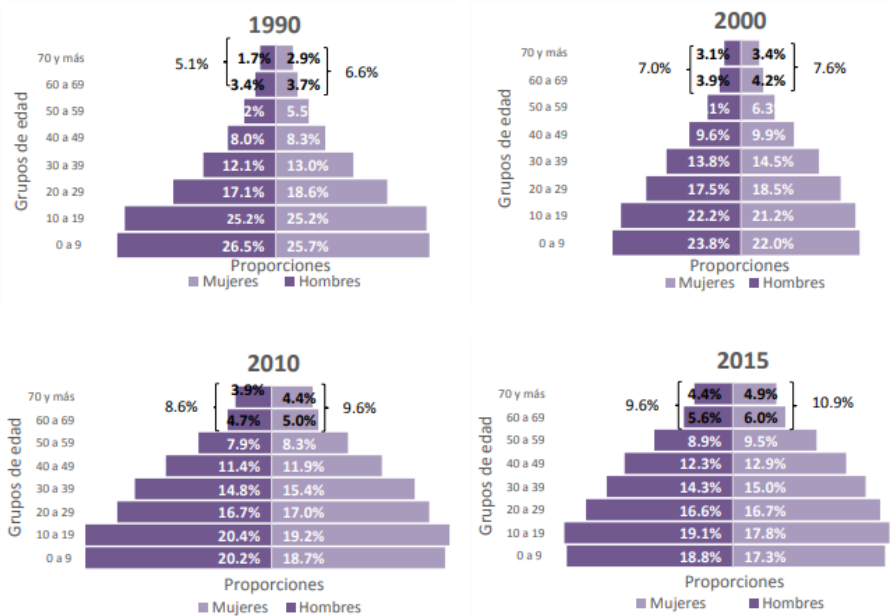 1990
Grupos de edad
70 y más 1.7% 2.9%
60 a 69 3.4% 3.7%
5.1% 6.6%
50 a 59 2% 5.5
40 a 49 8.0% 8.3%
30 a 39 12.1% 13.0%
20 a 29 17.1% 18.6%
10 a 19 25.2% 25.2%
0 a 9 26.5% 25.7%
Proporciones
Mujeres Hombres
2000
Grupos de edad
70 y más 3.1% 3.4%
60 a 69 3.9% 4.2%
7.0% 7.6%
50 a 59 1% 6.3
40 a 49 9.6% 9.9%
30 a 39 13.8% 14.5%
20 a 29 17.5% 18.5%
10 a 19 22.2% 21.2%
0 a 9 23.8% 22.0%
Proporciones
Mujeres Hombres
2010
Grupos de edad
70 y más 3.9% 4.4%
60 a 69 4.7% 5.0%
8.6% 9.6%
50 a 59 7.9% 8.3%
40 a 49 11.4% 11.9%
30 a 39 14.8% 15.4%
20 a 29 16.7% 17.0%
10 a 19 20.4% 19.2%
0 a 9 20.2% 18.7%
Proporciones
Mujeres Hombres
2015
Grupos de edad
70 y más 4.4% 4.9%
60 a 69 5.6% 6.0%
9.6% 10.9%
50 a 59 8.9% 9.5%
40 a 49 12.3% 12.9%
30 a 39 14.3% 15.0%
20 a 29 16.6% 16.7%
10 a 19 19.1% 17.8%
0 a 9 18.8% 17.3%
Proporciones
Mujeres Hombres